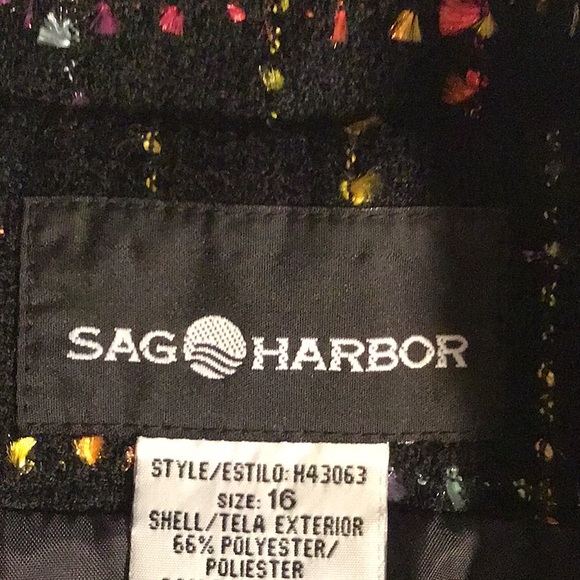 SAG HARBOR
STYLE/ESTILO: H43063
SIZE: 16
SHELL/TELA EXTERIOR
66% POLYESTER/
POLIESTER